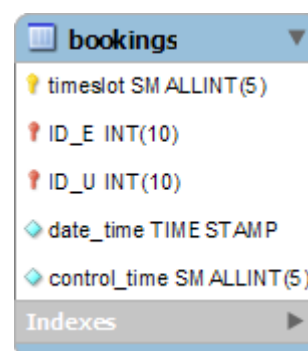 bookings
timeslot SMALLINT(5)
ID_E INT(10)
ID_U INT(10)
date_time TIMESTAMP
control_time SMALLINT(5)
Indexes